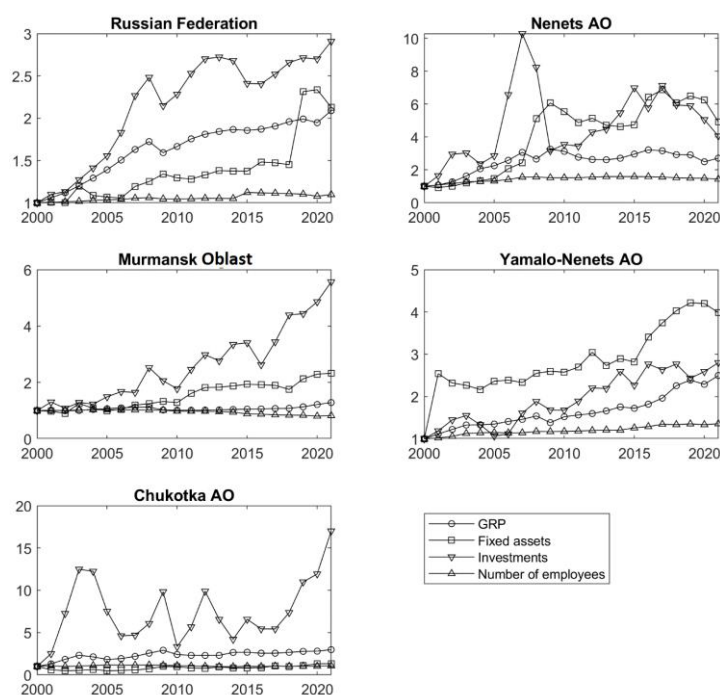 Russian Federation
3
2.5
2
1.5
1
2000 2005 2010 2015 2020
Nenets AO
10
8
6
4
2
0
2000 2005 2010 2015 2020
Murmansk Oblast
6
4
2
0
2000 2005 2010 2015 2020
Yamalo-Nenets AO
5
4
3
2
1
2000 2005 2010 2015 2020
Chukotka AO
20
15
10
5
0
2000 2005 2010 2015 2020
GRP
Fixed assets
Investments
Number of employees